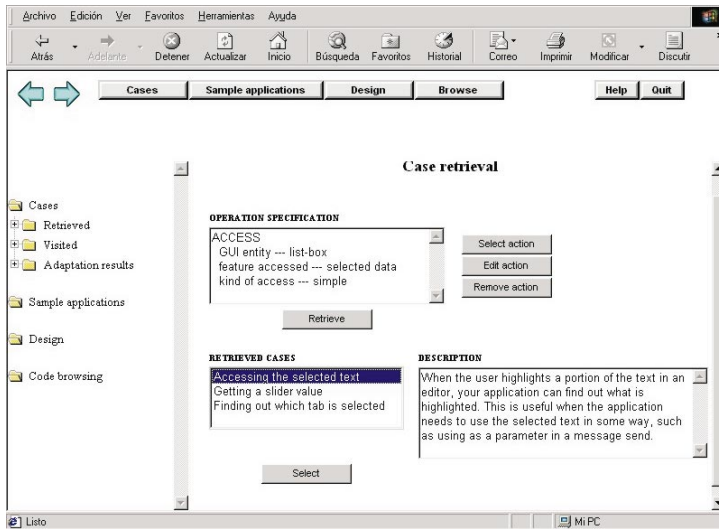 Archivo Edición Ver Favoritos Herramientas Ayuda
Atrás Adelante Detener Actualizar Inicio Búsqueda Favoritos Historial Correo Imprimir Modificar Discutir
Cases Sample applications Design Browse Help Quit
Case retrieval
Cases
Retrieved
Visited
Adaptation results
Sample applications
Design
Code browsing
OPERATION SPECIFICATION
ACCESS
GUI entity --- list-box
feature accessed --- selected data
kind of access --- simple
Select action
Edit action
Remove action
Retrieve
RETRIEVED CASES
Accessing the selected text
Getting a slider value
Finding out which tab is selected
Select
DESCRIPTION
When the user highlights a portion of the text in an
editor, your application can find out what is
highlighted. This is useful when the application
needs to use the selected text in some way, such
as using as a parameter in a message send.
Listo
Mi PC